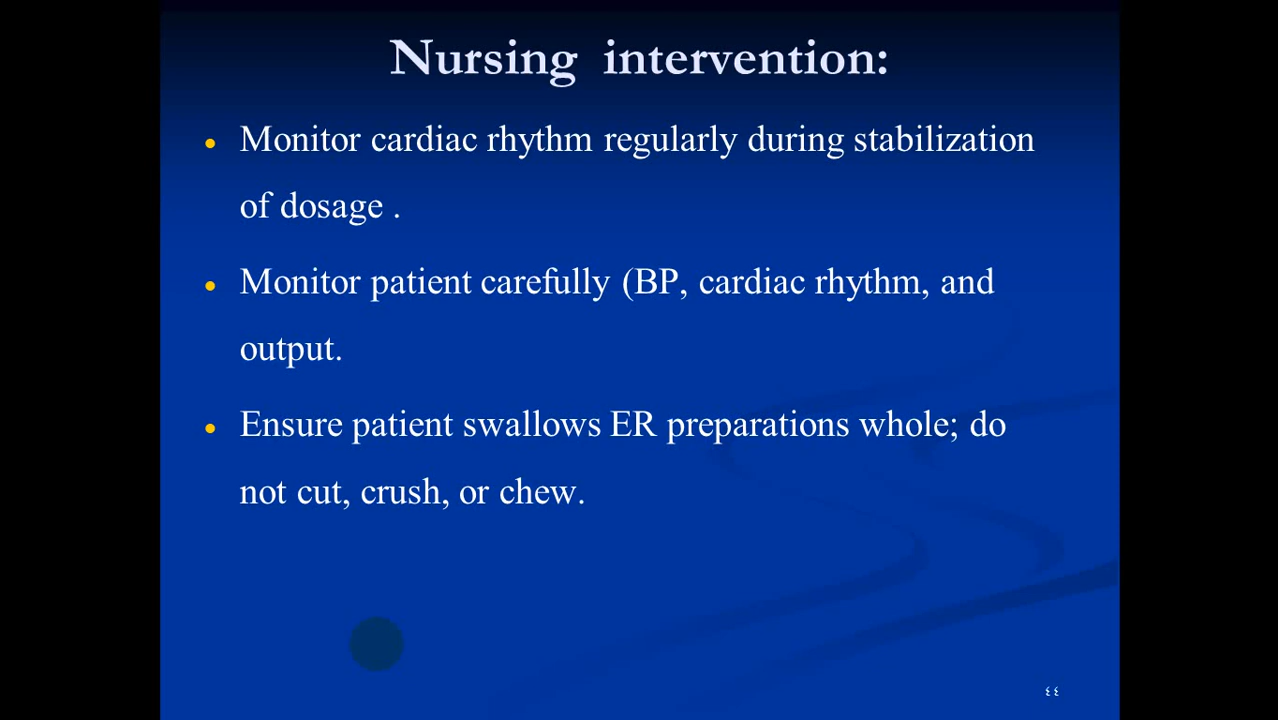 Nursing intervention:
Monitor cardiac rhythm regularly during stabilization
of dosage .
Monitor patient carefully (BP, cardiac rhythm, and
output.
Ensure patient swallows ER preparations whole; do
not cut, crush, or chew.
٤٤